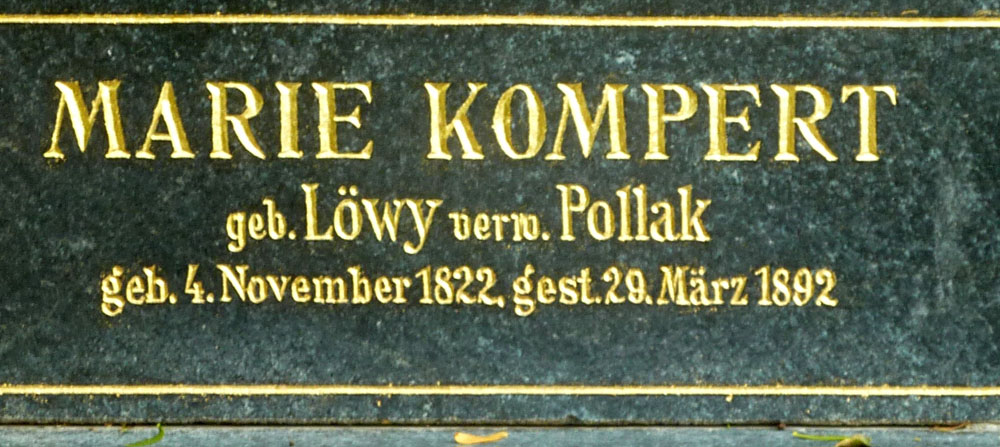 MARIE KOMPERT
geb. Löwy verw. Pollak
geb. 4. November 1822, gest. 29. März 1892